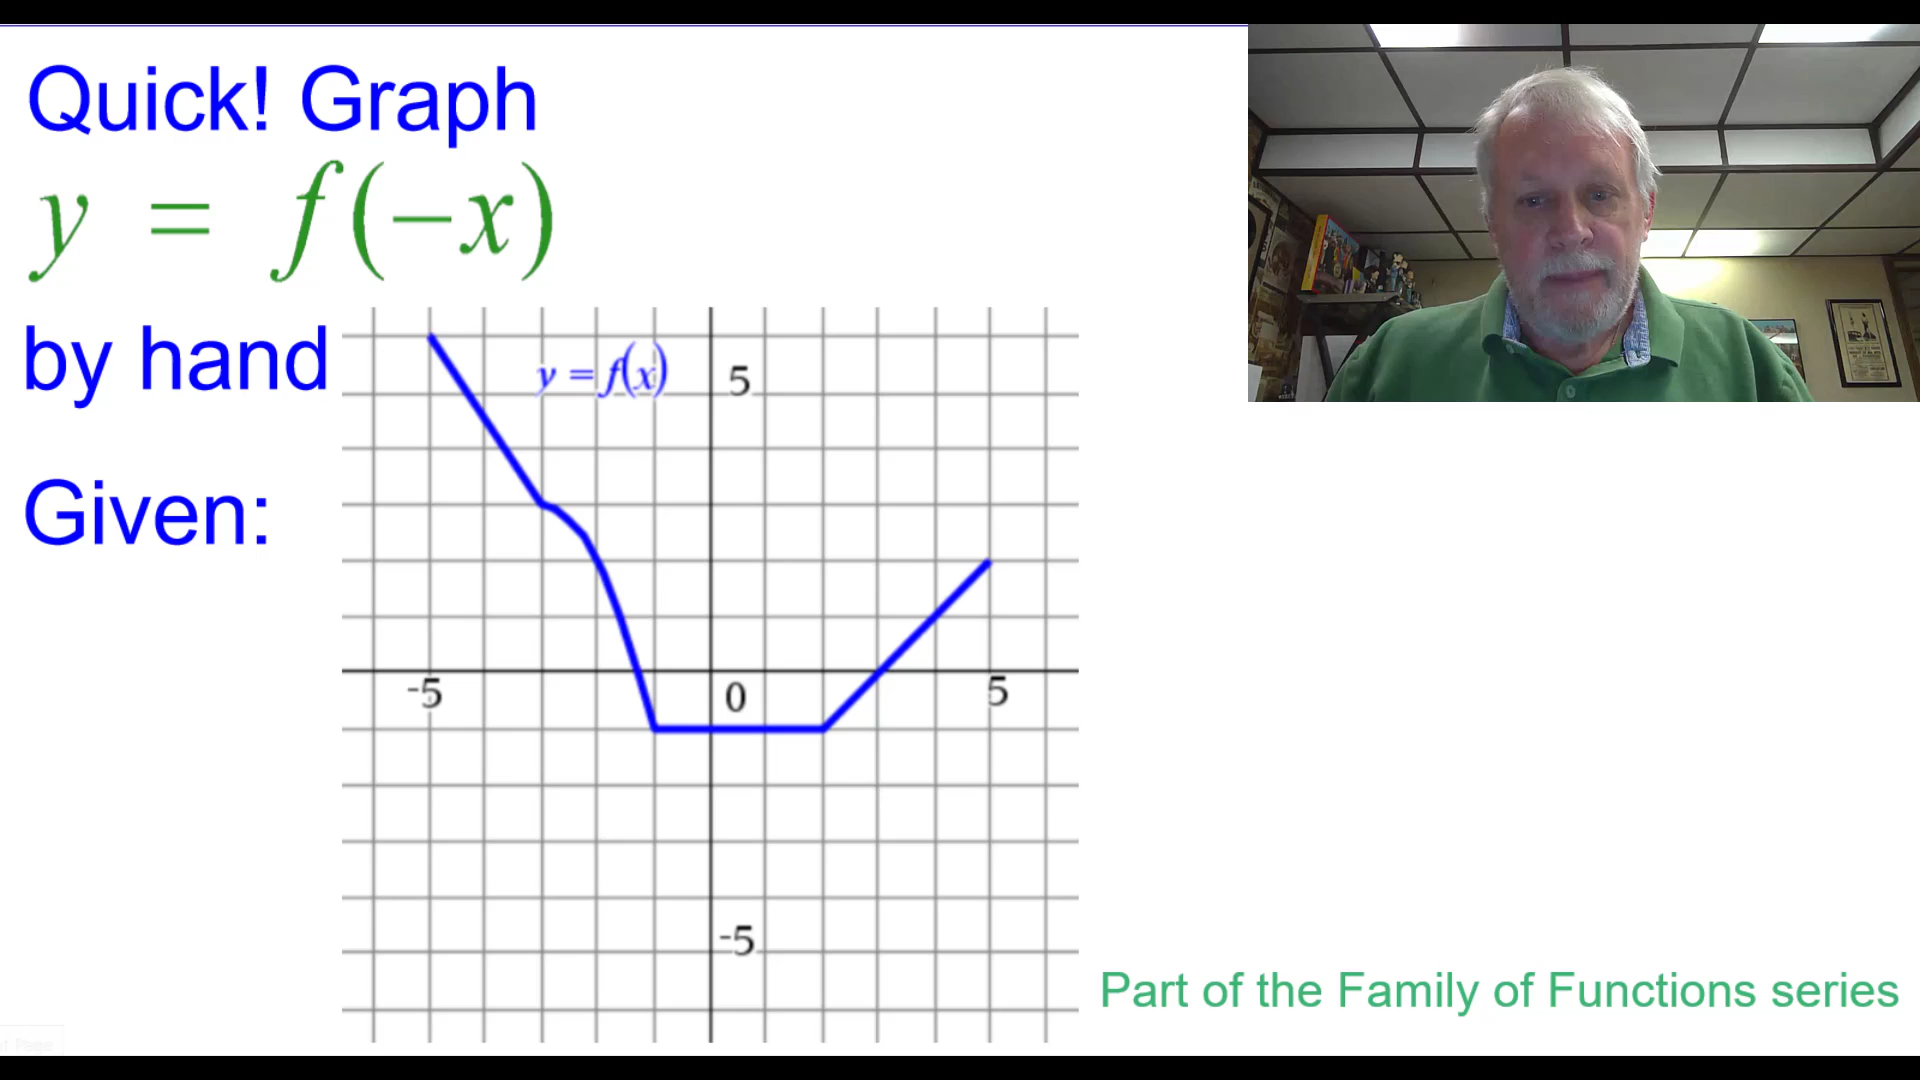 Quick! Graph
y = f(−x)
by hand
Given:
y = f(x)
5
-5
0
5
-5
Part of the Family of Functions series